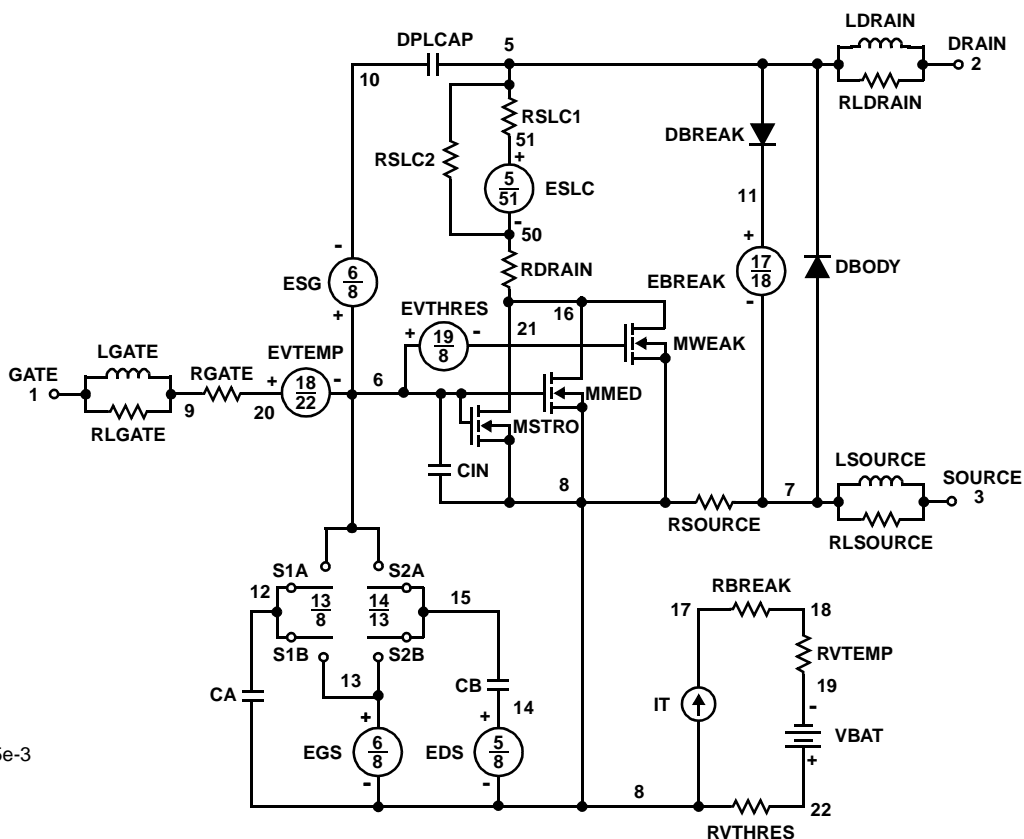 LDRAIN
DPLCAP 5 DRAIN
10 2
RLDRAIN
RSLC1
DBREAK
51
RSLC2 +
5
51
ESLC
11
-
50
+
-
17
18
DBODY
RDRAIN
EBREAK
6
8
ESG
-
EVTHRES
16
+
+ 19
8
- 21
MWEAK
LGATE
EVTEMP
GATE RGATE
+ 18
22
- 6
MMED
1
9 20
MSTRO
RLGATE
LSOURCE
CIN
8 7 SOURCE
3
RSOURCE
RLSOURCE
S1A S2A
RBREAK
12 13
8
14
13
15
17 18
S1B S2B
RVTEMP
13
CB
19
CA
IT
14
-
+ +
VBAT
5e-3
EGS 6
8
EDS 5
8
+
- -
8
22
RVTHRES